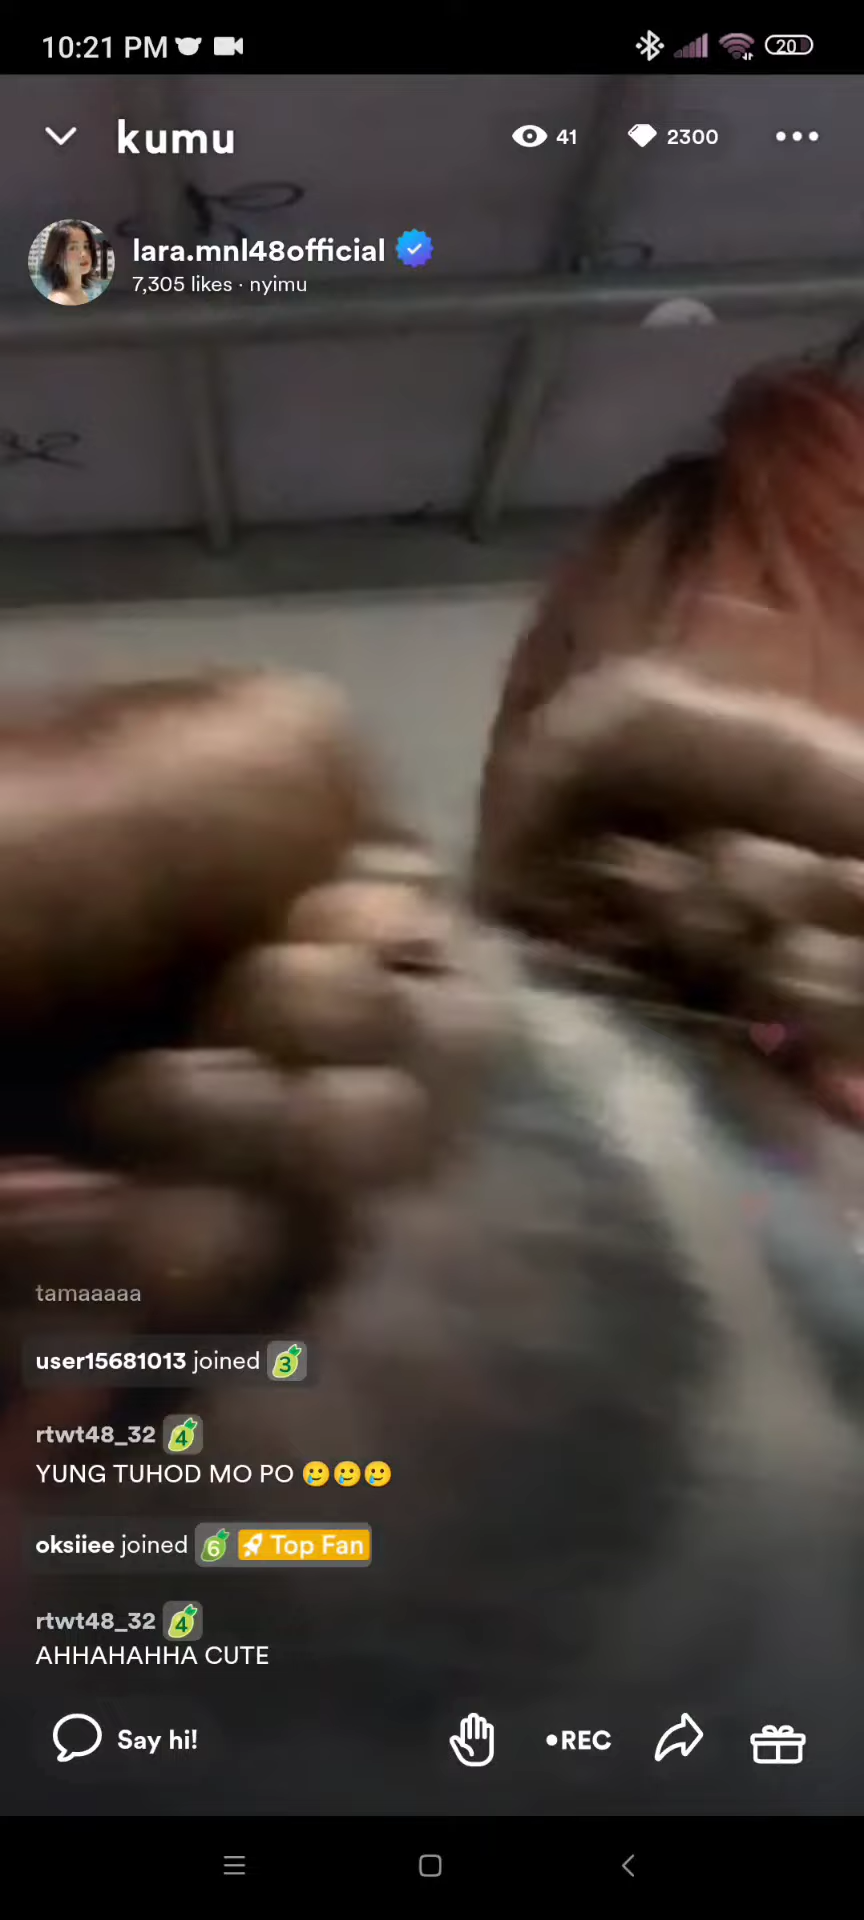 10:21 PM
20
kumu
41
2300
lara.mnl48official
7,305 likes · nyimu
tamaaaaa
user15681013 joined 3
rtwt48_32 4
YUNG TUHOD MO PO 🥲🥲🥲
oksiiee joined 6 Top Fan
rtwt48_32 4
AHHAHAHHA CUTE
Say hi!
•REC